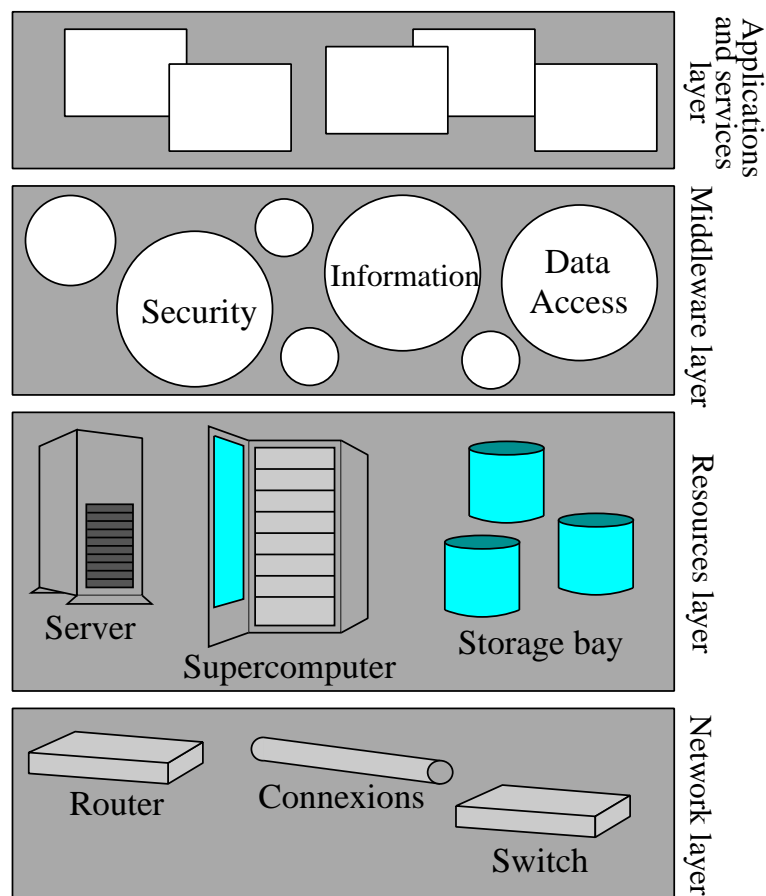 Applications
and services
layer
Security
Information
Data
Access
Middleware layer
Server
Supercomputer
Storage bay
Resources layer
Router
Connexions
Switch
Network layer